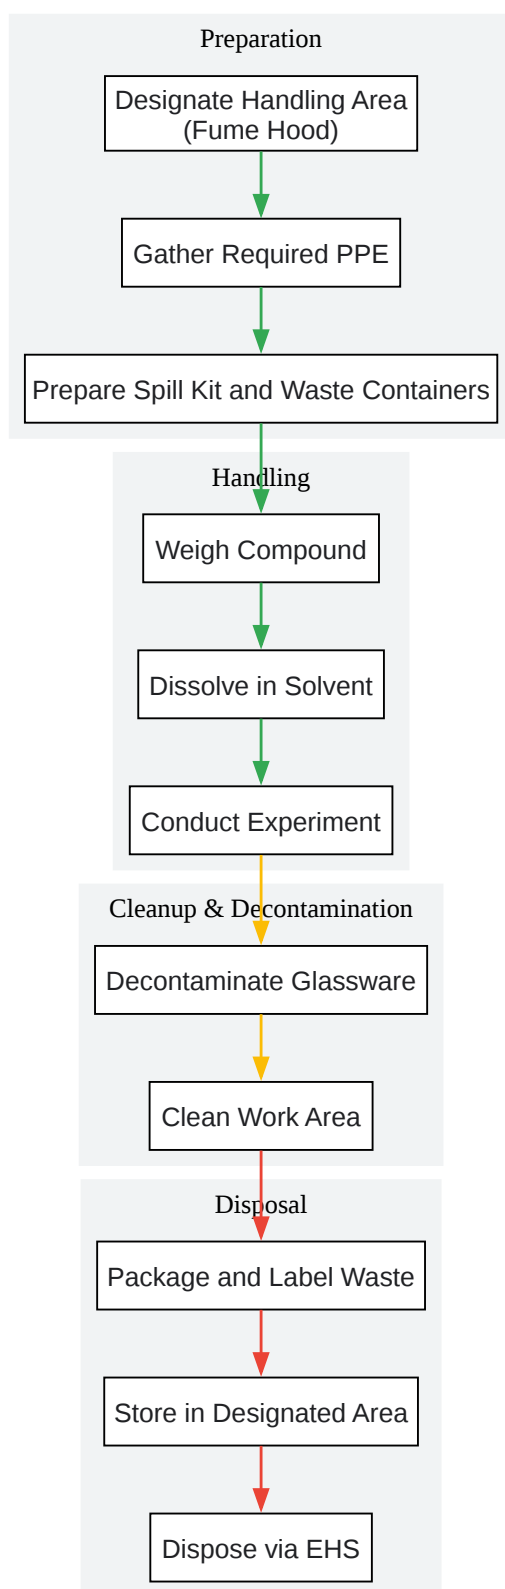 Preparation
Designate Handling Area
(Fume Hood)
Gather Required PPE
Prepare Spill Kit and Waste Containers
Handling
Weigh Compound
Dissolve in Solvent
Conduct Experiment
Cleanup & Decontamination
Decontaminate Glassware
Clean Work Area
Disposal
Package and Label Waste
Store in Designated Area
Dispose via EHS